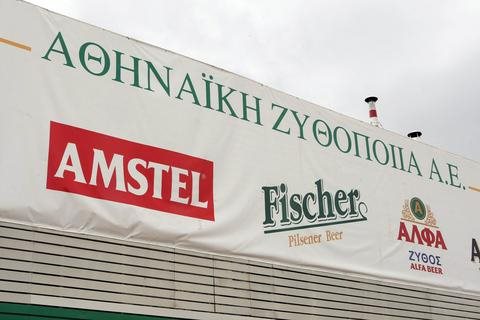 ΑΘΗΝΑΪΚΗ ΖΥΘΟΠΟΙΙΑ Α.Ε.
AMSTEL
Fischer
Pilsener Beer
ΑΛΦΑ
ΖΥΘΟΣ
ALFA BEER